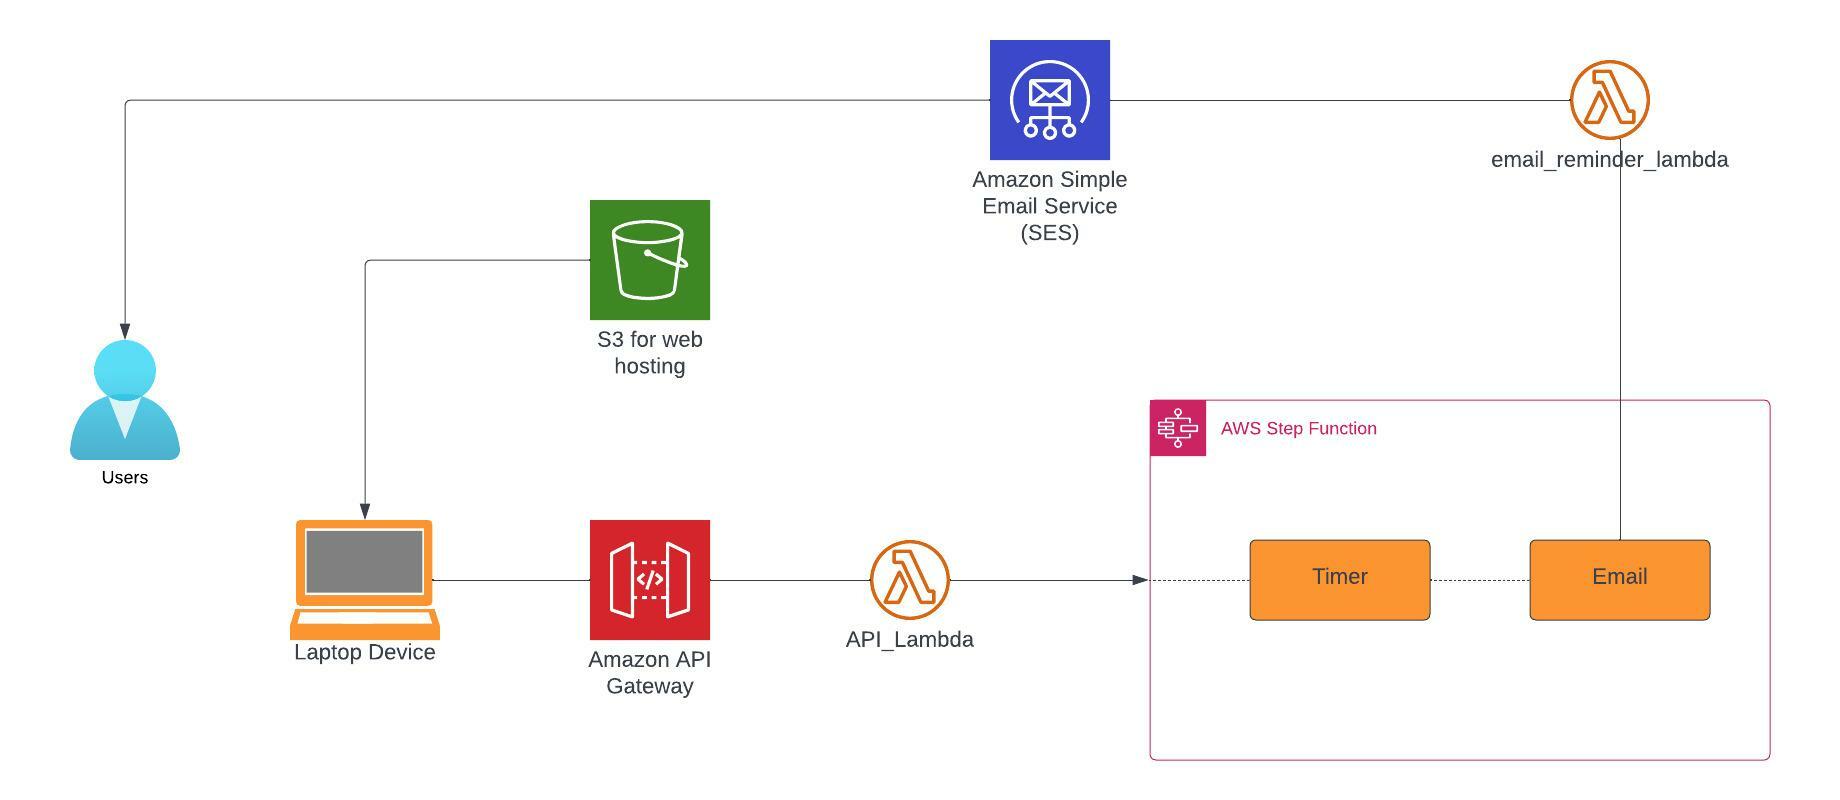 Amazon Simple
Email Service
(SES)
email_reminder_lambda
S3 for web
hosting
Users
AWS Step Function
Laptop Device
Amazon API
Gateway
API_Lambda
Timer
Email